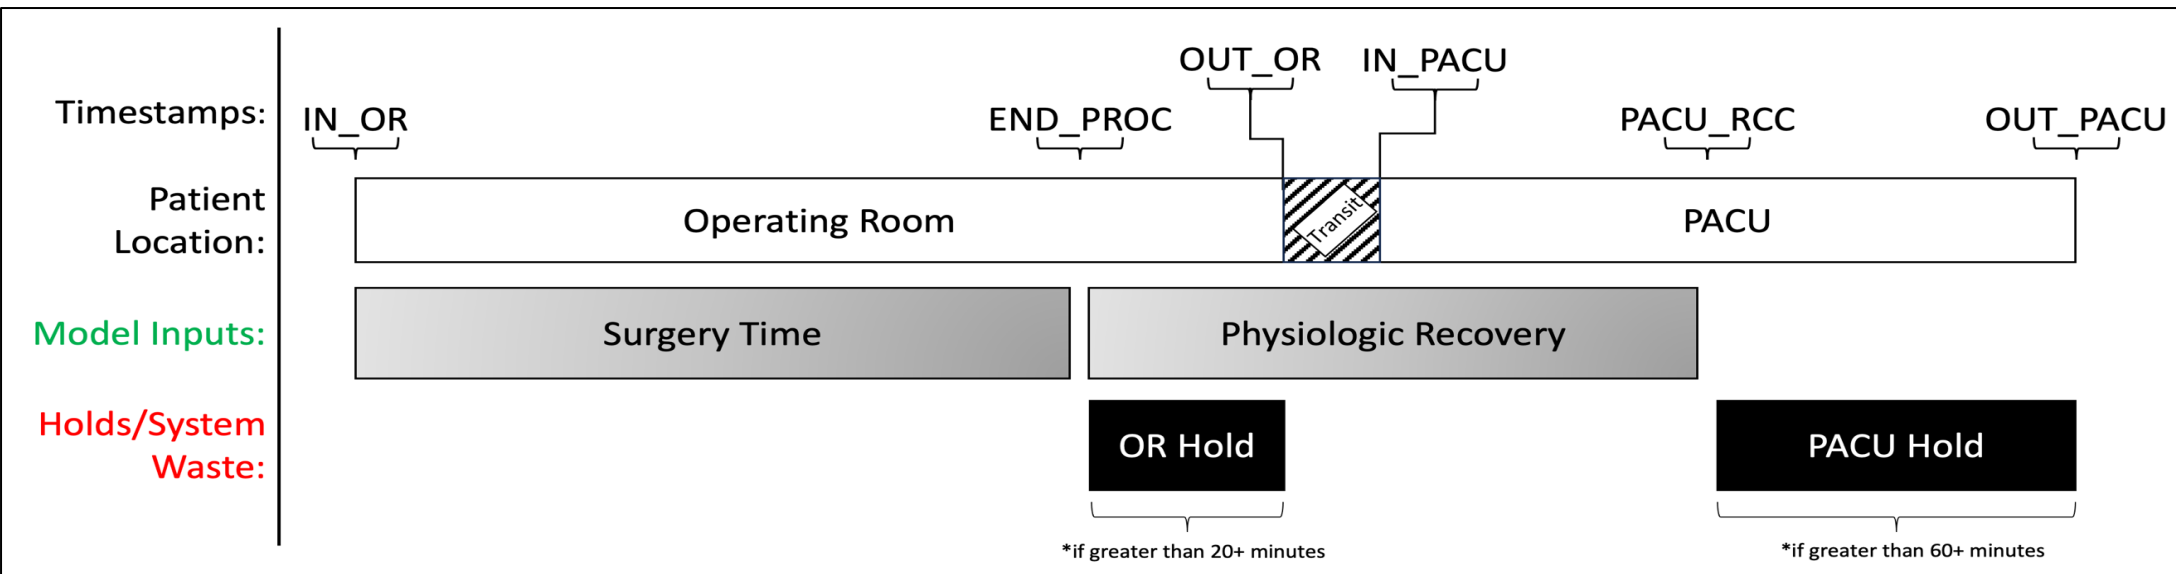 OUT_OR IN_PACU
Timestamps: IN_OR END_PROC PACU_RCC OUT_PACU
Patient
Location:
Operating Room Transit PACU
Model Inputs: Surgery Time Physiologic Recovery
Holds/System
Waste:
OR Hold PACU Hold
*if greater than 20+ minutes *if greater than 60+ minutes